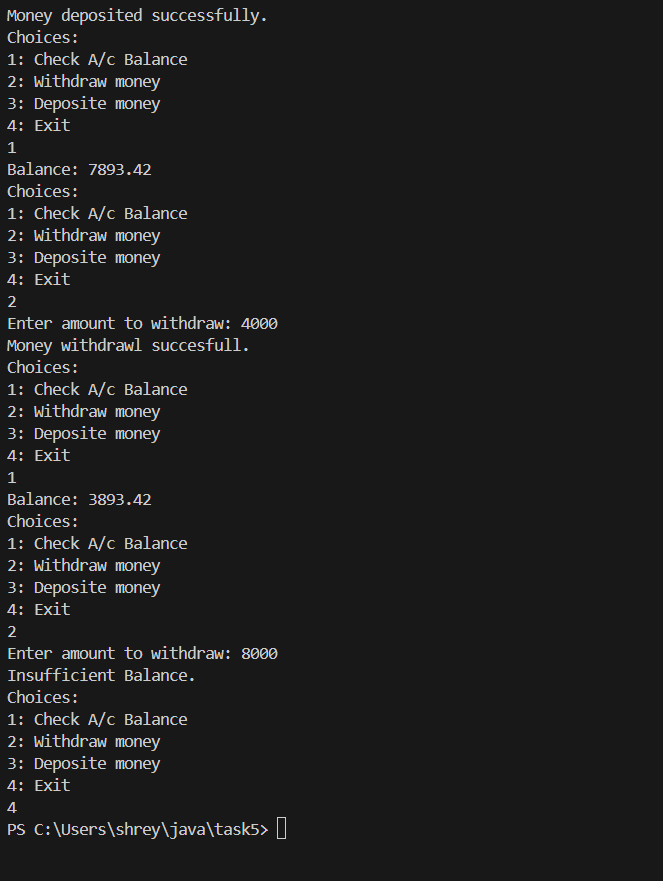 Money deposited successfully.
Choices:
1: Check A/c Balance
2: Withdraw money
3: Deposite money
4: Exit
1
Balance: 7893.42
Choices:
1: Check A/c Balance
2: Withdraw money
3: Deposite money
4: Exit
2
Enter amount to withdraw: 4000
Money withdrawl succesfull.
Choices:
1: Check A/c Balance
2: Withdraw money
3: Deposite money
4: Exit
1
Balance: 3893.42
Choices:
1: Check A/c Balance
2: Withdraw money
3: Deposite money
4: Exit
2
Enter amount to withdraw: 8000
Insufficient Balance.
Choices:
1: Check A/c Balance
2: Withdraw money
3: Deposite money
4: Exit
4
PS C:\Users\shrey\java\task5>